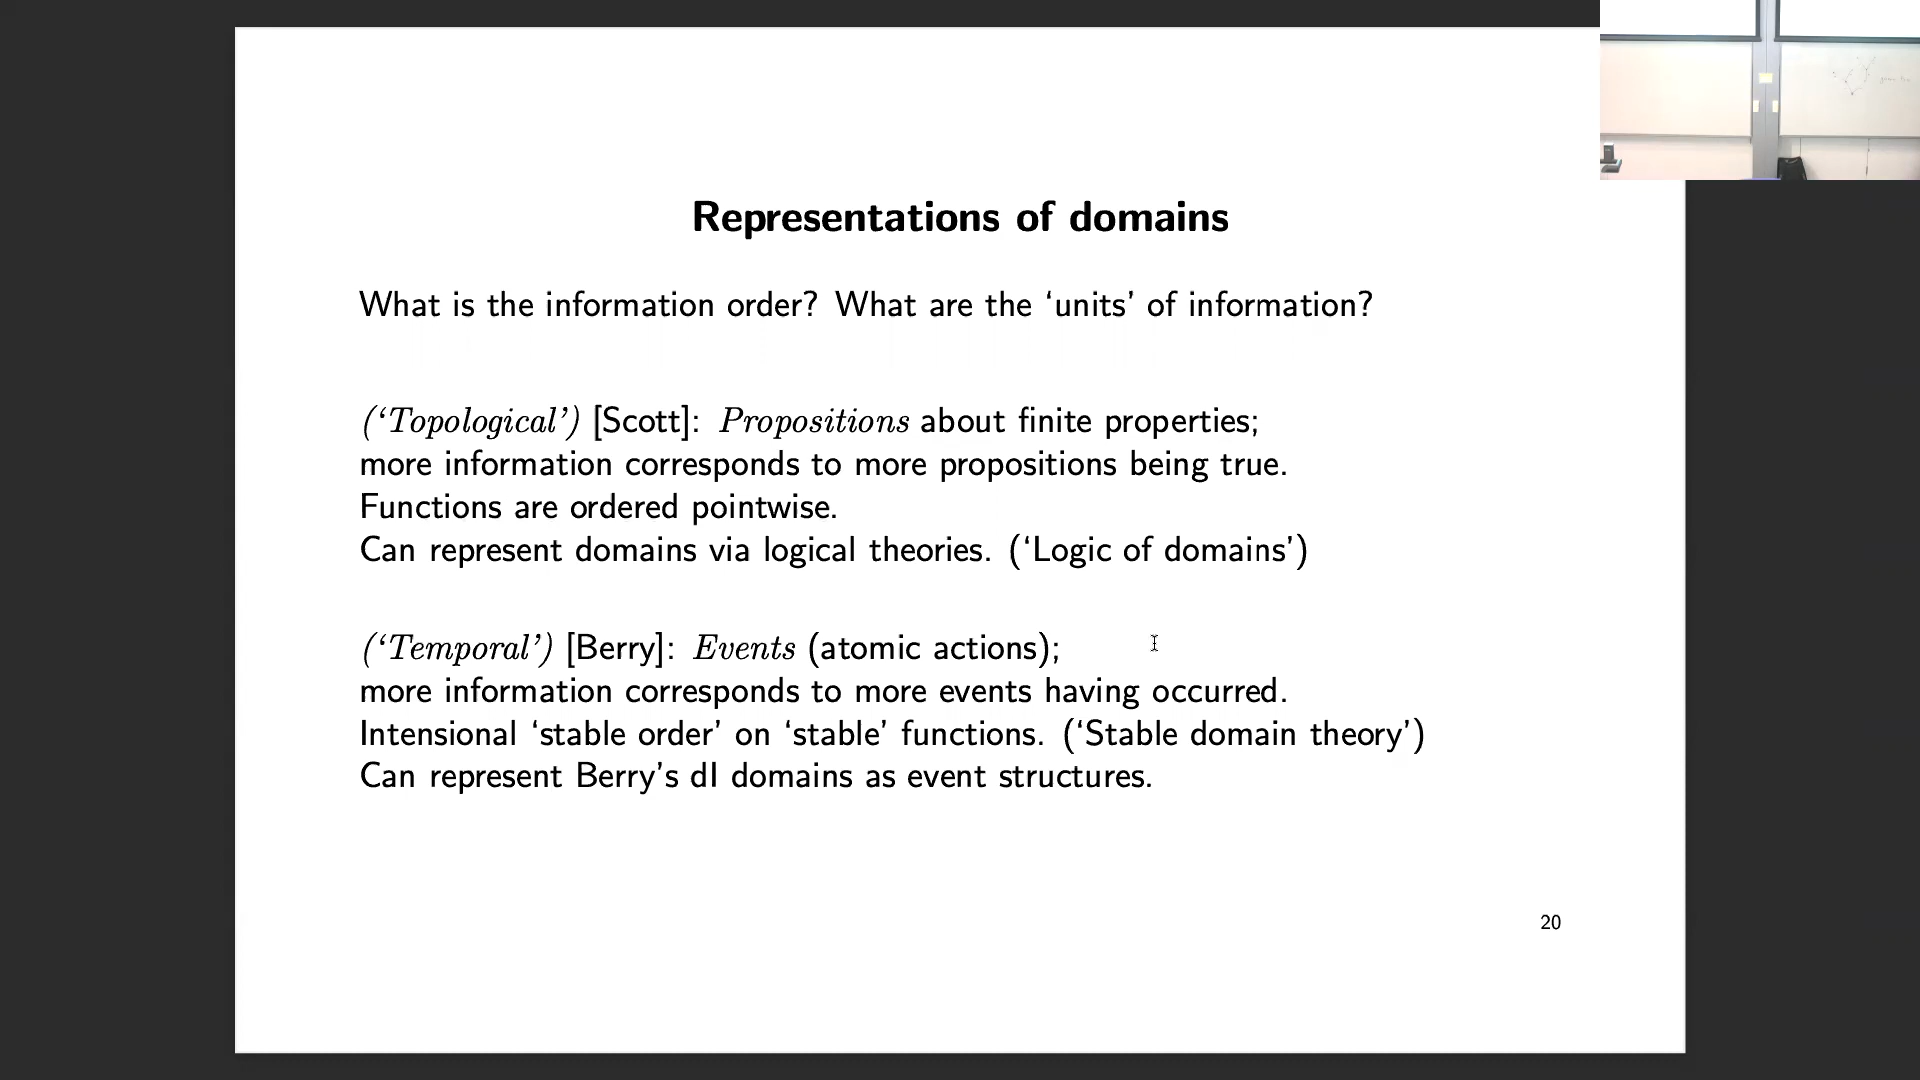 Representations of domains
What is the information order? What are the ‘units’ of information?
(‘Topological’) [Scott]: Propositions about finite properties;
more information corresponds to more propositions being true.
Functions are ordered pointwise.
Can represent domains via logical theories. (‘Logic of domains’)
(‘Temporal’) [Berry]: Events (atomic actions);
more information corresponds to more events having occurred.
Intensional ‘stable order’ on ‘stable’ functions. (‘Stable domain theory’)
Can represent Berry’s dI domains as event structures.
20